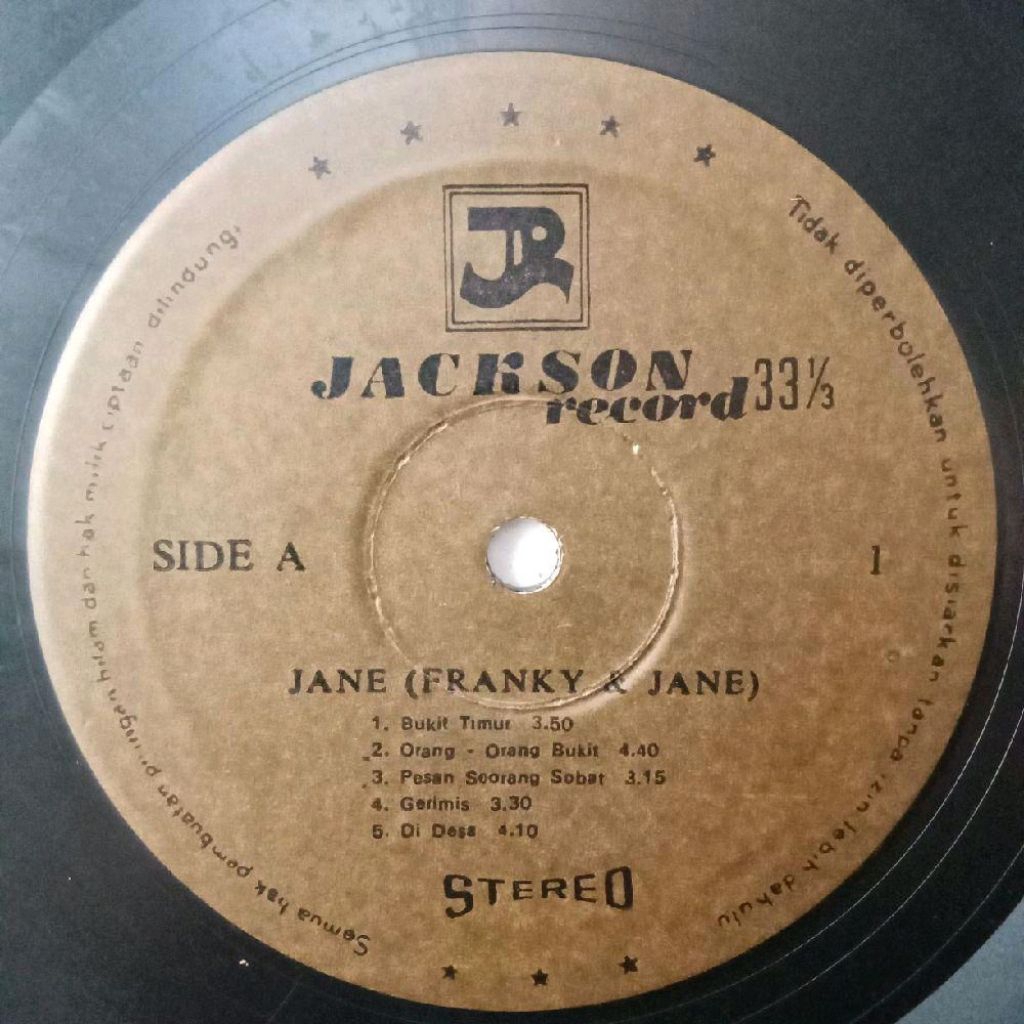 JR
JACKSON
record 33⅓
SIDE A
1
JANE (FRANKY & JANE)
1. Bukit Timur 3.50
2. Orang - Orang Bukit 4.40
3. Pesan Seorang Sobat 3.15
4. Gerimis 3.30
5. Di Desa 4.10
STEREO
Semua hak pembuatan piringan hitam dan hak milik ciptaan dilindungi.
Tidak diperbolehkan untuk disiarkan tanpa izin lebih dahulu